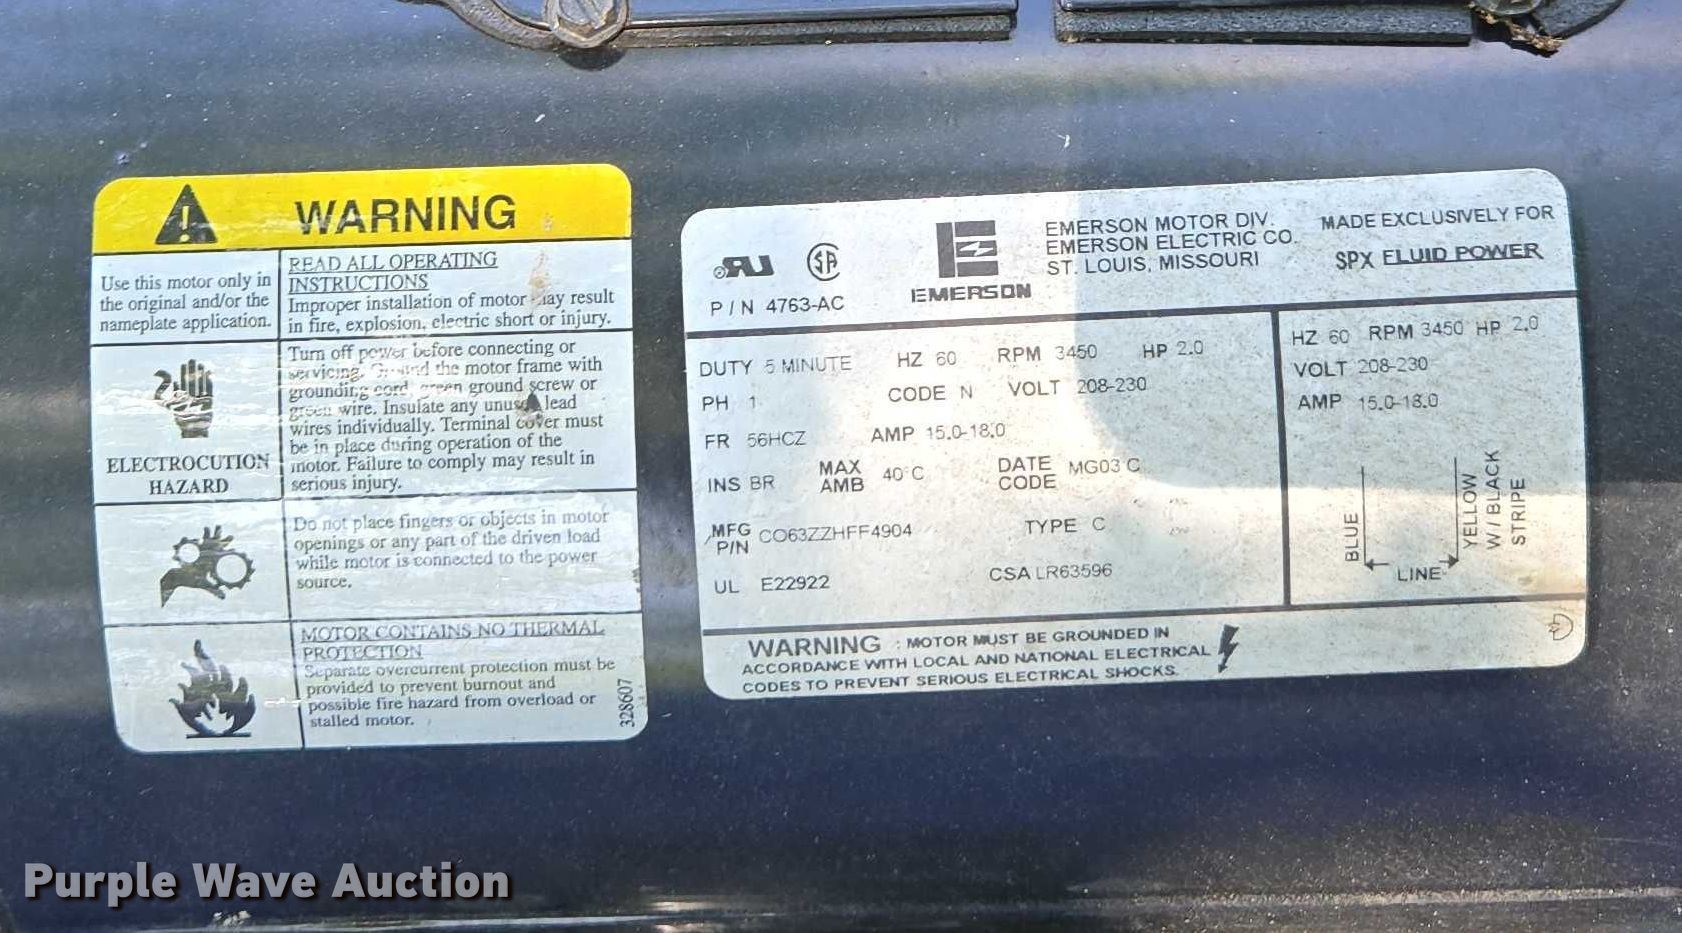 WARNING
Use this motor only in
the original and/or the
nameplate application.
READ ALL OPERATING
INSTRUCTIONS
Improper installation of motor may result
in fire, explosion, electric short or injury.
ELECTROCUTION
HAZARD
Turn off power before connecting or
servicing. Ground the motor frame with
grounding cord, green ground screw or
green wire. Insulate any unused lead
wires individually. Terminal cover must
be in place during operation of the
motor. Failure to comply may result in
serious injury.
Do not place fingers or objects in motor
openings or any part of the driven load
while motor is connected to the power
source.
MOTOR CONTAINS NO THERMAL
PROTECTION
Separate overcurrent protection must be
provided to prevent burnout and
possible fire hazard from overload or
stalled motor.
328607
P/N 4763-AC
EMERSON
EMERSON MOTOR DIV.
EMERSON ELECTRIC CO.
ST. LOUIS, MISSOURI
MADE EXCLUSIVELY FOR
SPX FLUID POWER
DUTY 5 MINUTE HZ 60 RPM 3450 HP 2.0
PH 1 CODE N VOLT 208-230
FR 56HCZ AMP 15.0-18.0
INS BR MAX AMB 40°C DATE CODE MG03 C
MFG P/N CO63ZZHFF4904 TYPE C
UL E22922 CSA LR63596
HZ 60 RPM 3450 HP 2.0
VOLT 208-230
AMP 15.0-18.0
BLUE
YELLOW
W/BLACK
STRIPE
LINE
WARNING : MOTOR MUST BE GROUNDED IN
ACCORDANCE WITH LOCAL AND NATIONAL ELECTRICAL
CODES TO PREVENT SERIOUS ELECTRICAL SHOCKS.
Purple Wave Auction